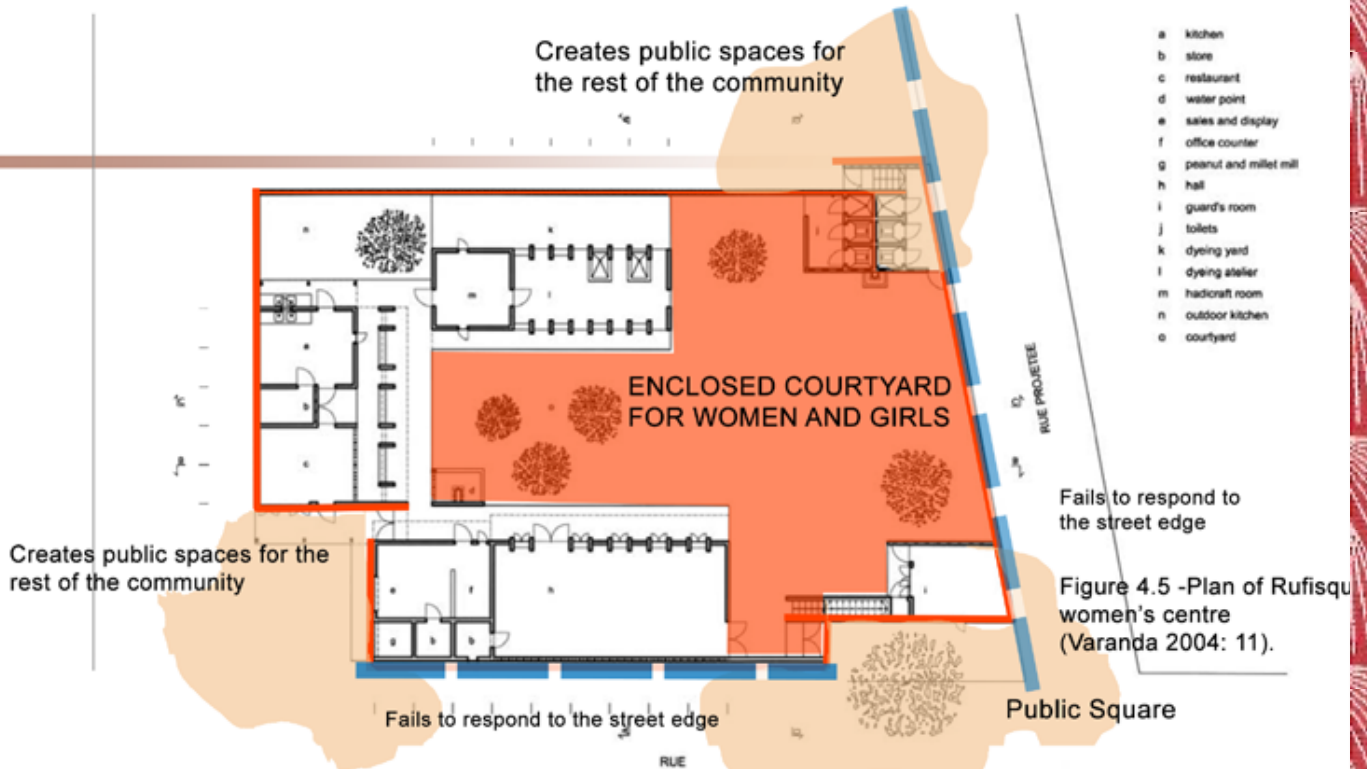 Creates public spaces for
the rest of the community
a kitchen
b store
c restaurant
d water point
e sales and display
f office counter
g peanut and millet mill
h hall
i guard's room
j toilets
k dyeing yard
l dyeing atelier
m hadicraft room
n outdoor kitchen
o courtyard
n
k
m
l
a
b
c
d
ENCLOSED COURTYARD
FOR WOMEN AND GIRLS
RUE PROJETEE
Fails to respond to
the street edge
Creates public spaces for the
rest of the community
e
f
h
i
g
b
b
Figure 4.5 -Plan of Rufisqu
women's centre
(Varanda 2004: 11).
Public Square
Fails to respond to the street edge
RUE